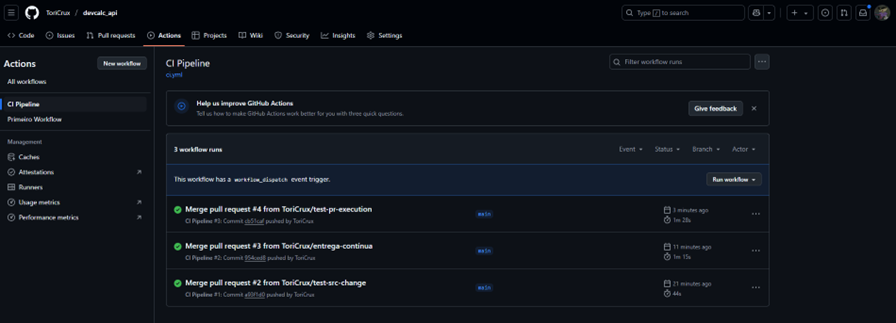 ToriCrux / devcalc_api
Type / to search
Code Issues Pull requests Actions Projects Wiki Security Insights Settings
Actions
New workflow
All workflows
CI Pipeline
Primeiro Workflow
Management
Caches
Attestations
Runners
Usage metrics
Performance metrics
CI Pipeline
ci.yml
Filter workflow runs
Help us improve GitHub Actions
Tell us how to make GitHub Actions work better for you with three quick questions.
Give feedback
3 workflow runs
Event Status Branch Actor
This workflow has a workflow_dispatch event trigger.
Run workflow
Merge pull request #4 from ToriCrux/test-pr-execution
CI Pipeline #3: Commit pushed by ToriCrux
main
3 minutes ago
1m 28s
Merge pull request #3 from ToriCrux/entrega-contínua
CI Pipeline #2: Commit pushed by ToriCrux
main
11 minutes ago
1m 15s
Merge pull request #2 from ToriCrux/test-src-change
CI Pipeline #1: Commit pushed by ToriCrux
main
21 minutes ago
44s